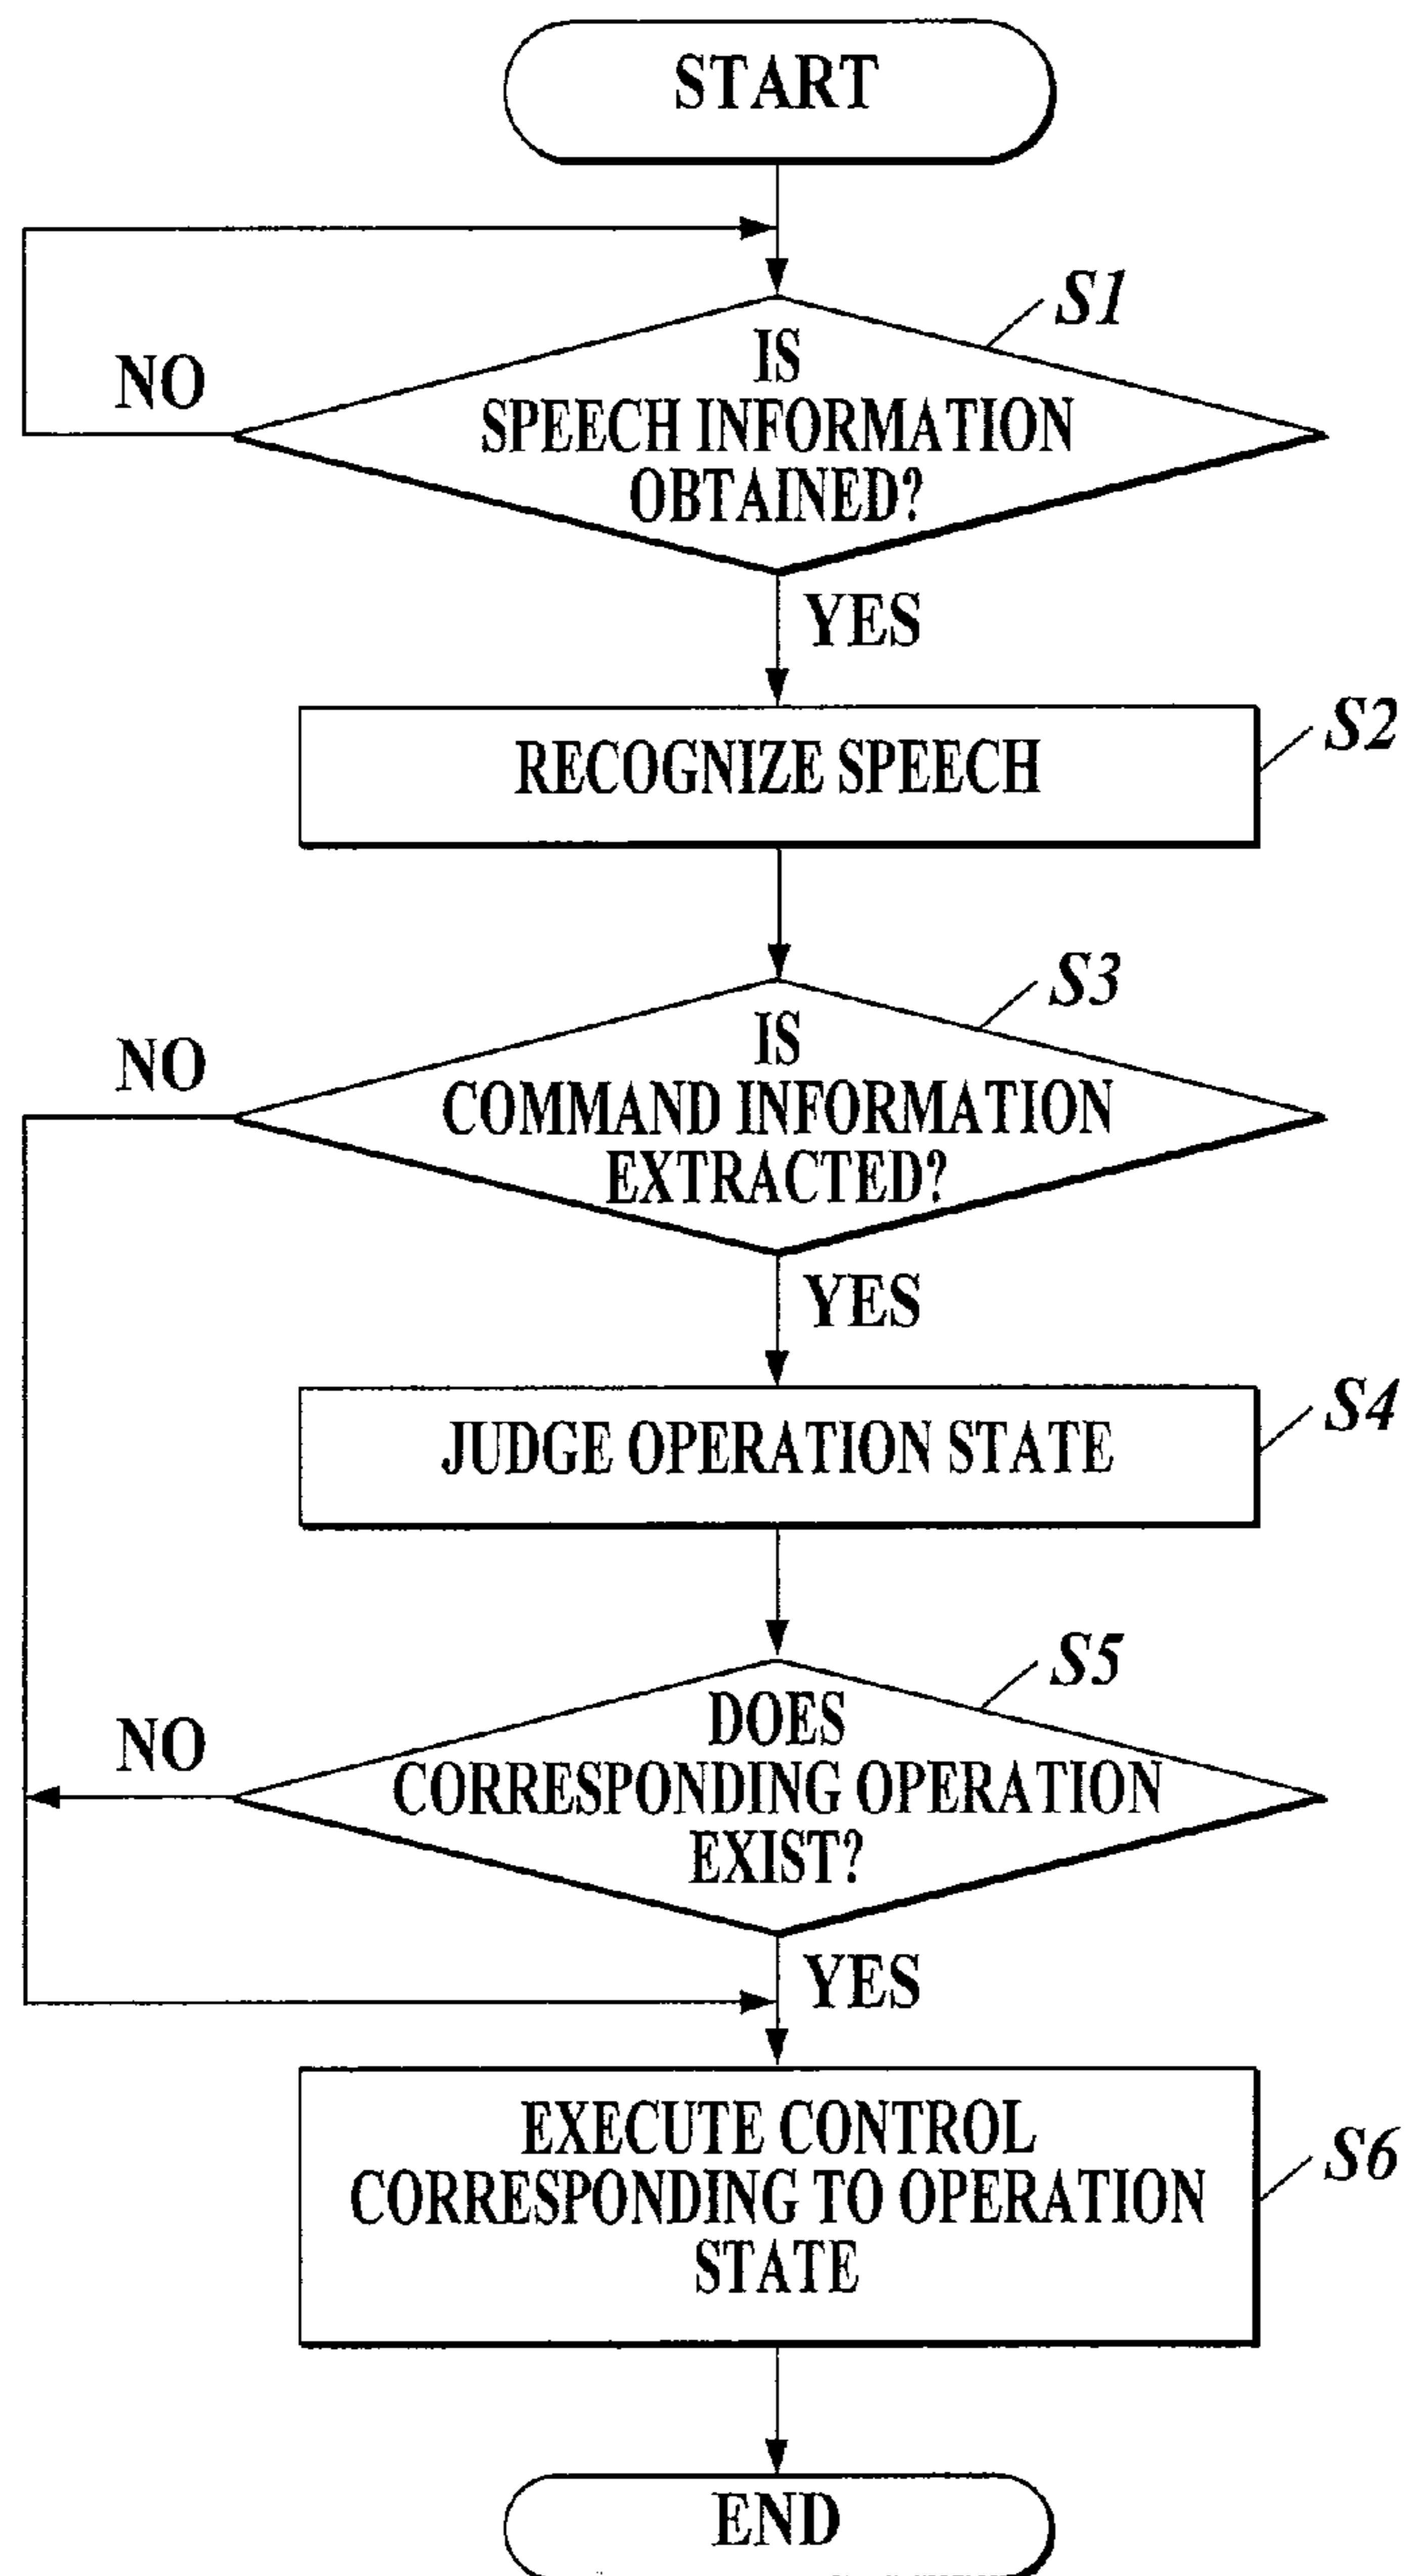 START
S1
IS
SPEECH INFORMATION
OBTAINED?
NO
YES
RECOGNIZE SPEECH
S2
S3
IS
COMMAND INFORMATION
EXTRACTED?
NO
YES
JUDGE OPERATION STATE
S4
S5
DOES
CORRESPONDING OPERATION
EXIST?
NO
YES
EXECUTE CONTROL
CORRESPONDING TO OPERATION
STATE
S6
END